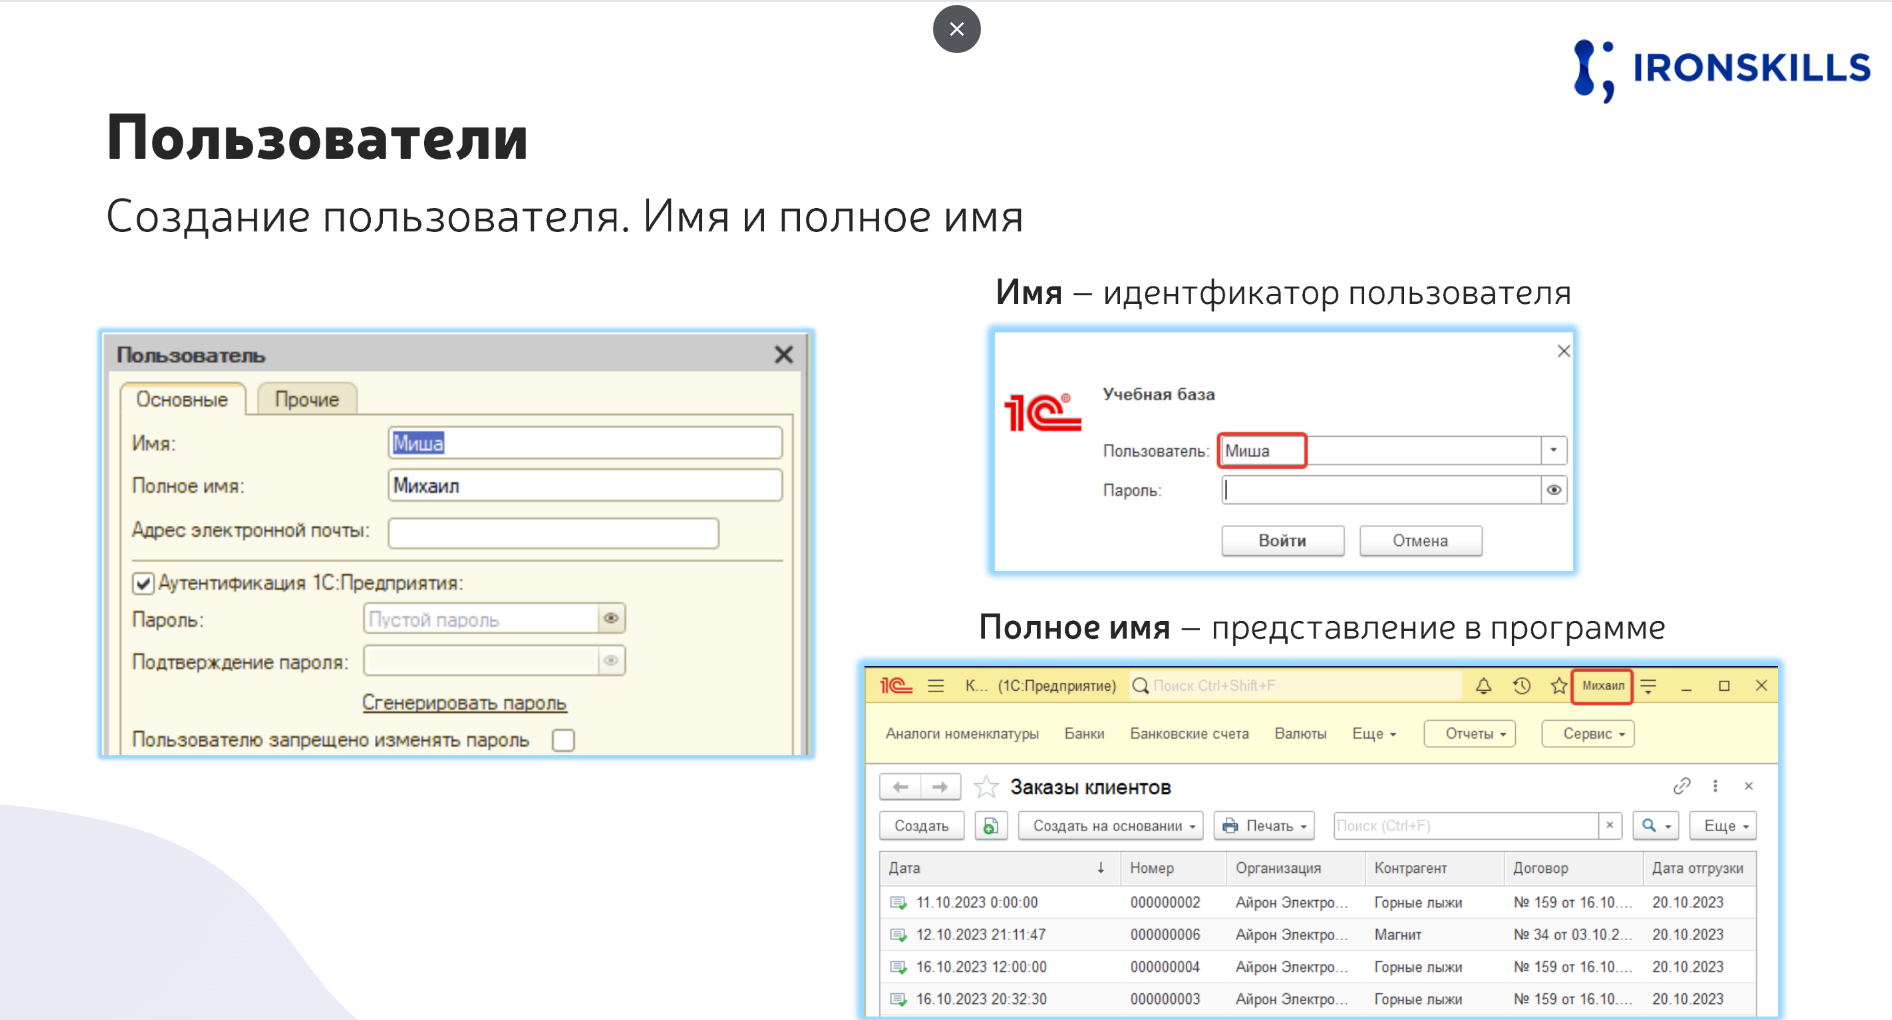 IRONSKILLS
Пользователи
Создание пользователя. Имя и полное имя
Пользователь
Основные Прочие
Имя: Миша
Полное имя: Михаил
Адрес электронной почты:
Аутентификация 1С:Предприятия:
Пароль: Пустой пароль
Подтверждение пароля:
Сгенерировать пароль
Пользователю запрещено изменять пароль
Имя – идентфикатор пользователя
1С
Учебная база
Пользователь: Миша
Пароль:
Войти Отмена
Полное имя – представление в программе
1С К... (1С:Предприятие) Поиск Ctrl+Shift+F Михаил
Аналоги номенклатуры Банки Банковские счета Валюты Еще Отчеты Сервис
Заказы клиентов
Создать Создать на основании Печать Поиск (Ctrl+F) × Еще
Дата ↓ Номер Организация Контрагент Договор Дата отгрузки
11.10.2023 0:00:00 000000002 Айрон Электро... Горные лыжи № 159 от 16.10.... 20.10.2023
12.10.2023 21:11:47 000000006 Айрон Электро... Магнит № 34 от 03.10.2... 20.10.2023
16.10.2023 12:00:00 000000004 Айрон Электро... Горные лыжи № 159 от 16.10.... 20.10.2023
16.10.2023 20:32:30 000000003 Айрон Электро... Горные лыжи № 159 от 16.10.... 20.10.2023